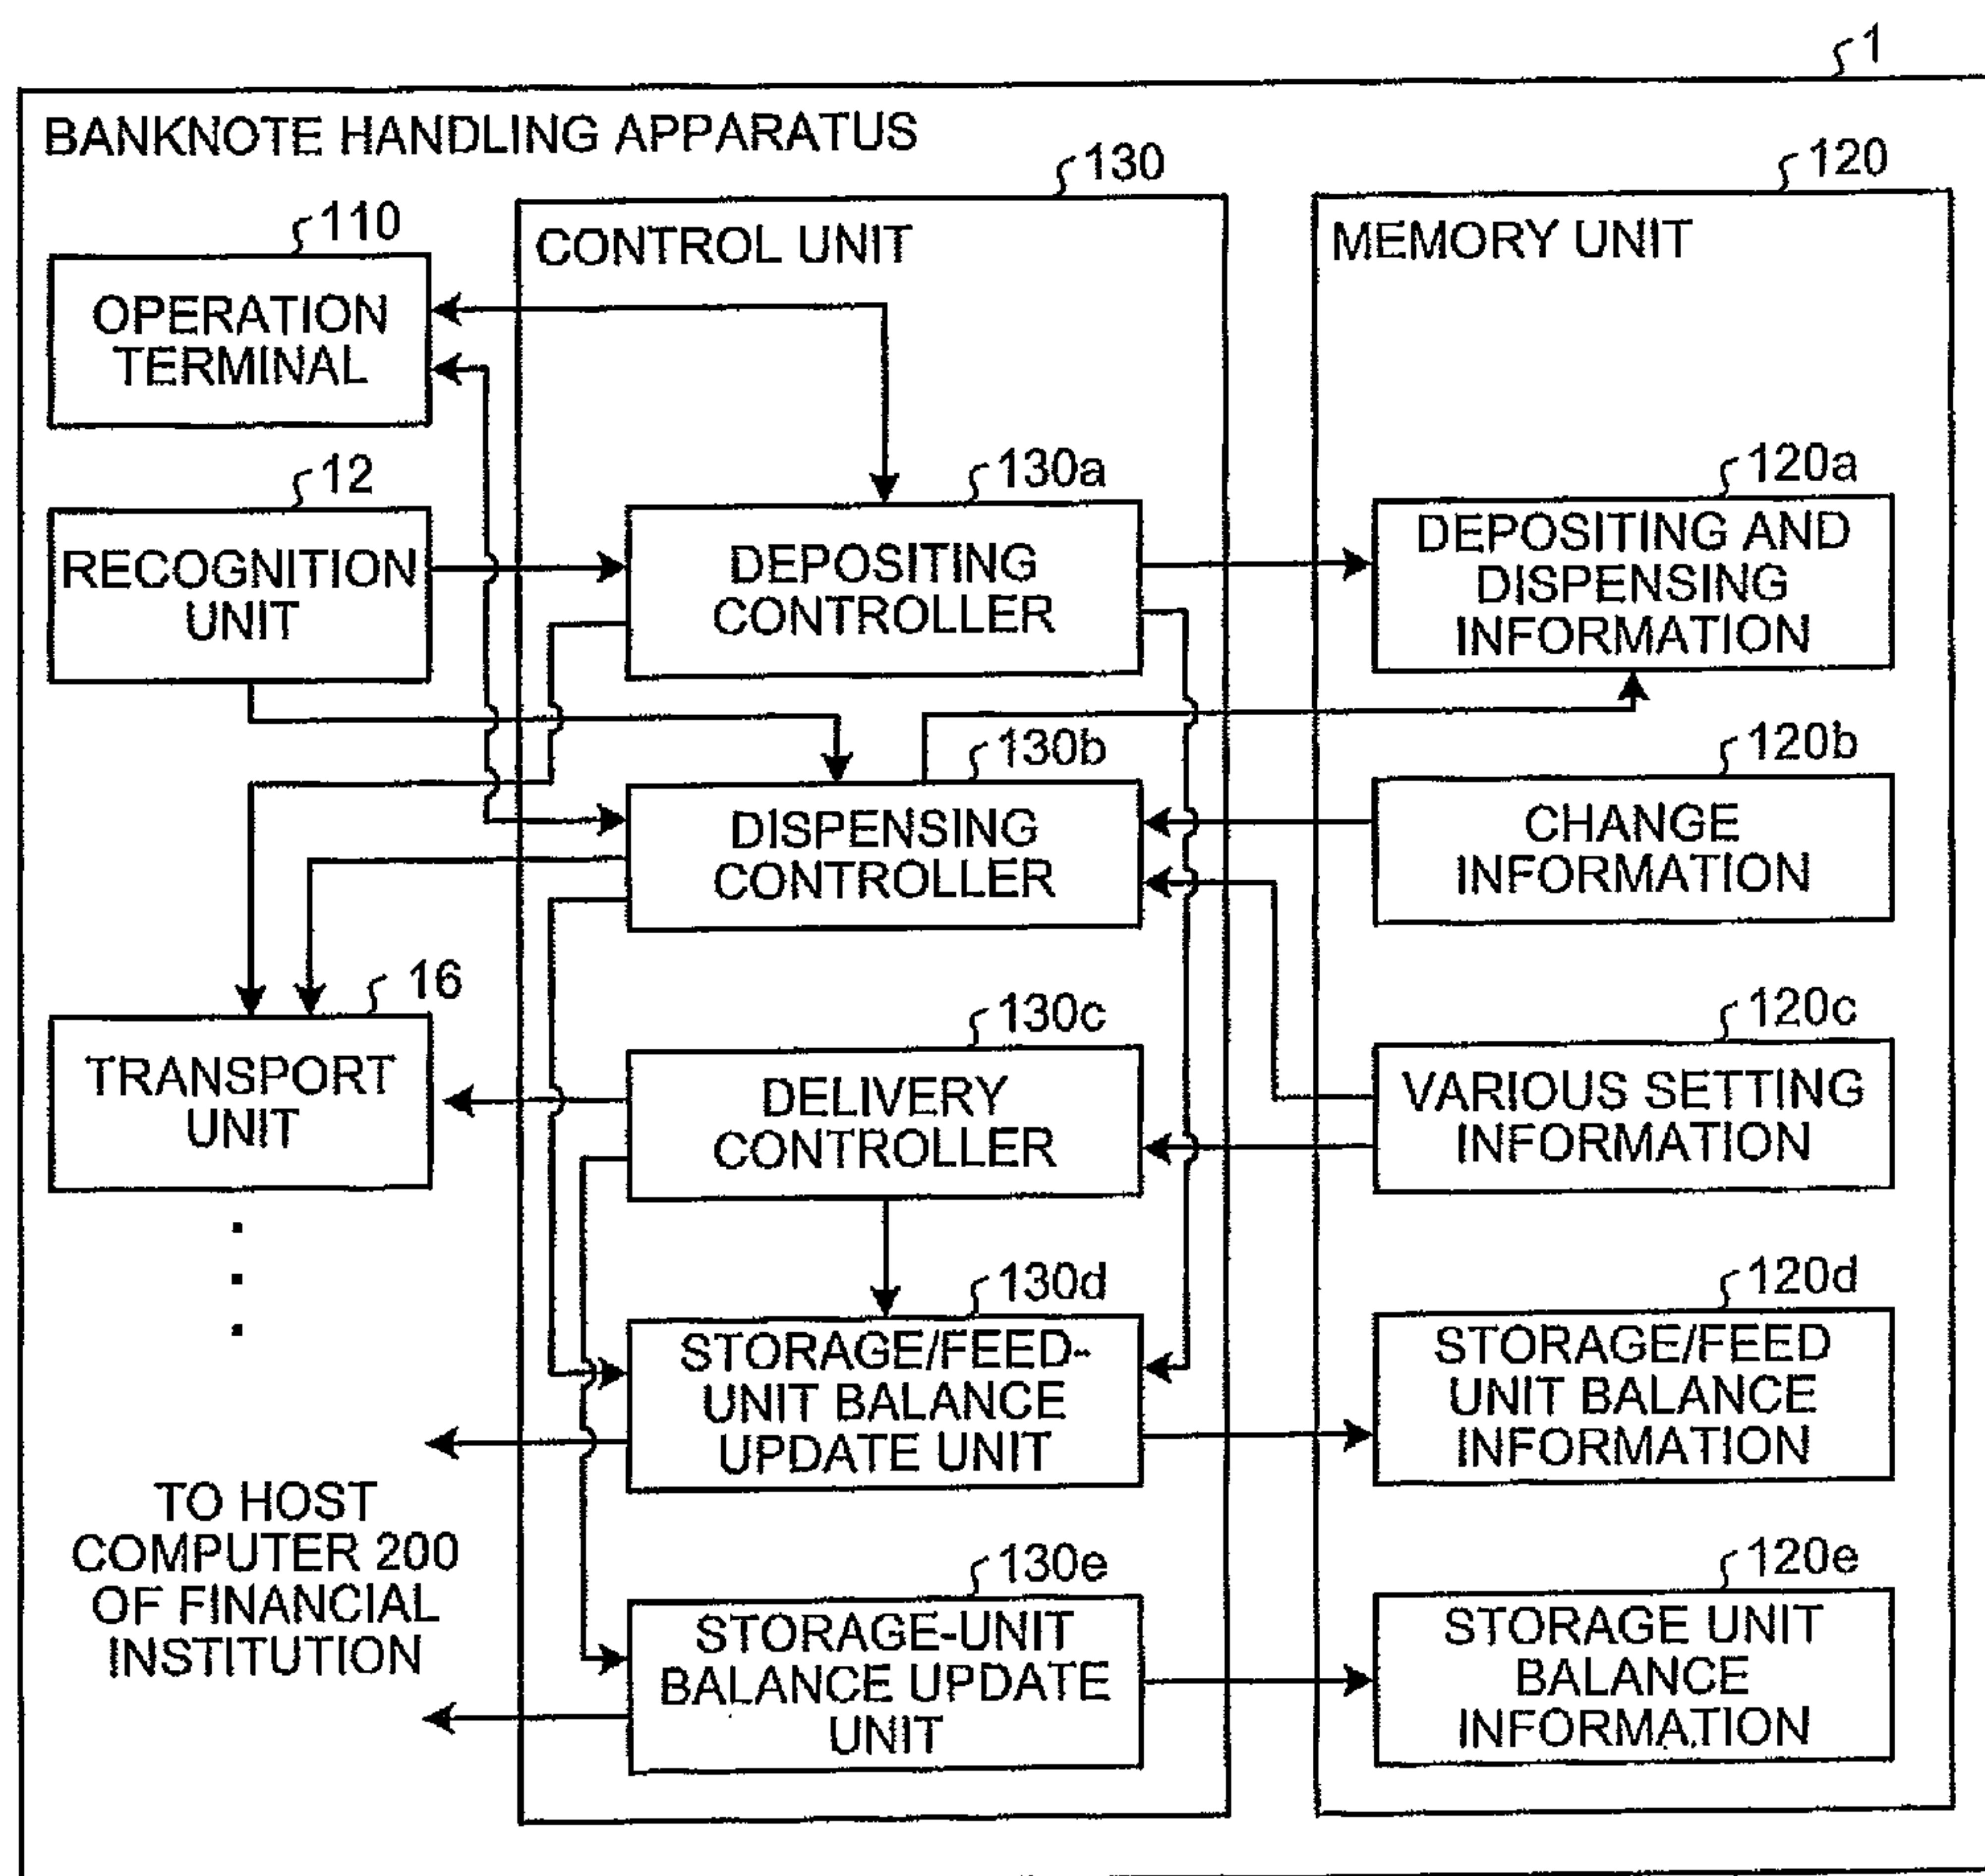 1
BANKNOTE HANDLING APPARATUS
130
120
110
CONTROL UNIT
MEMORY UNIT
OPERATION
TERMINAL
12
130a
120a
RECOGNITION
UNIT
DEPOSITING
CONTROLLER
DEPOSITING AND
DISPENSING
INFORMATION
130b
120b
DISPENSING
CONTROLLER
CHANGE
INFORMATION
16
130c
120c
TRANSPORT
UNIT
DELIVERY
CONTROLLER
VARIOUS SETTING
INFORMATION
130d
120d
STORAGE/FEED-
UNIT BALANCE
UPDATE UNIT
STORAGE/FEED
UNIT BALANCE
INFORMATION
TO HOST
COMPUTER 200
OF FINANCIAL
INSTITUTION
130e
120e
STORAGE-UNIT
BALANCE UPDATE
UNIT
STORAGE UNIT
BALANCE
INFORMATION